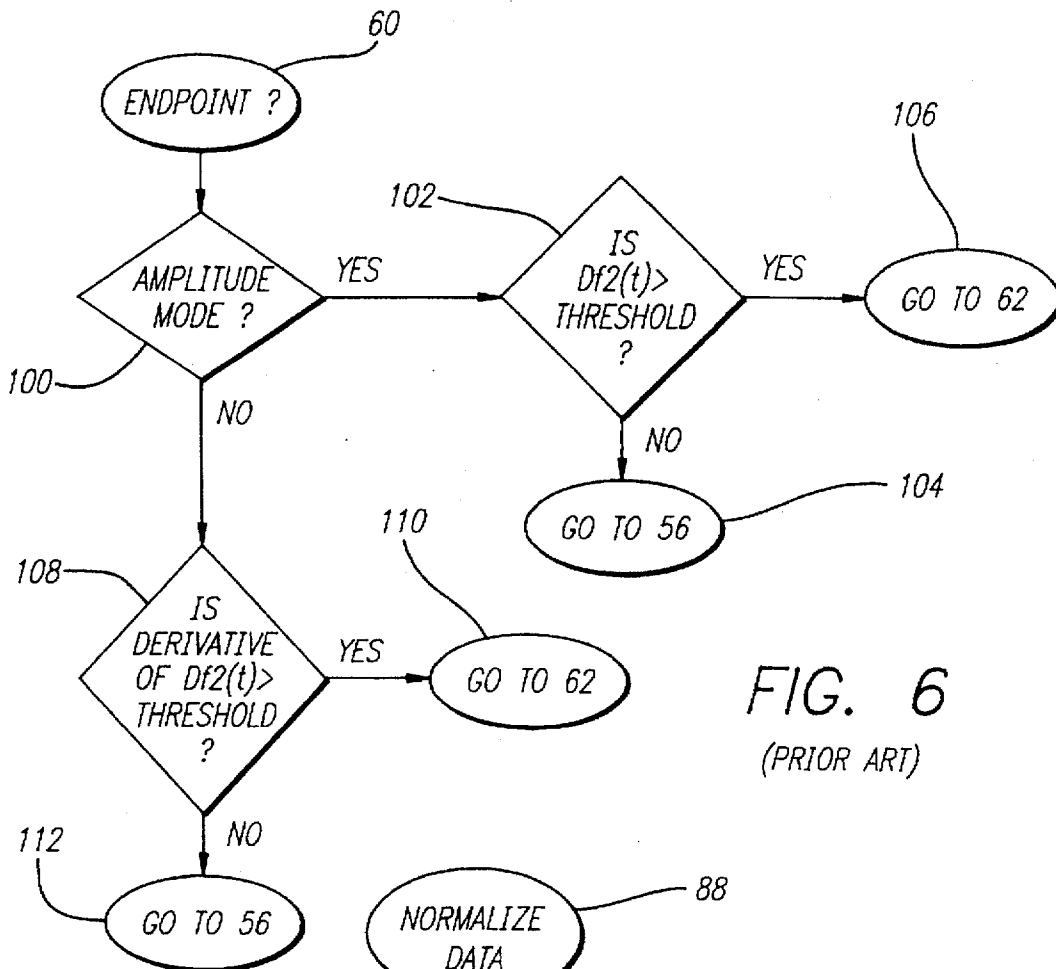 60
ENDPOINT ?
106
102
IS
Df2(t)>
THRESHOLD
?
YES
GO TO 62
AMPLITUDE
MODE ?
YES
100
NO
NO
GO TO 56
104
110
108
IS
DERIVATIVE
OF Df2(t)>
THRESHOLD
?
YES
GO TO 62
FIG. 6
(PRIOR ART)
112
NO
GO TO 56
88
NORMALIZE
DATA